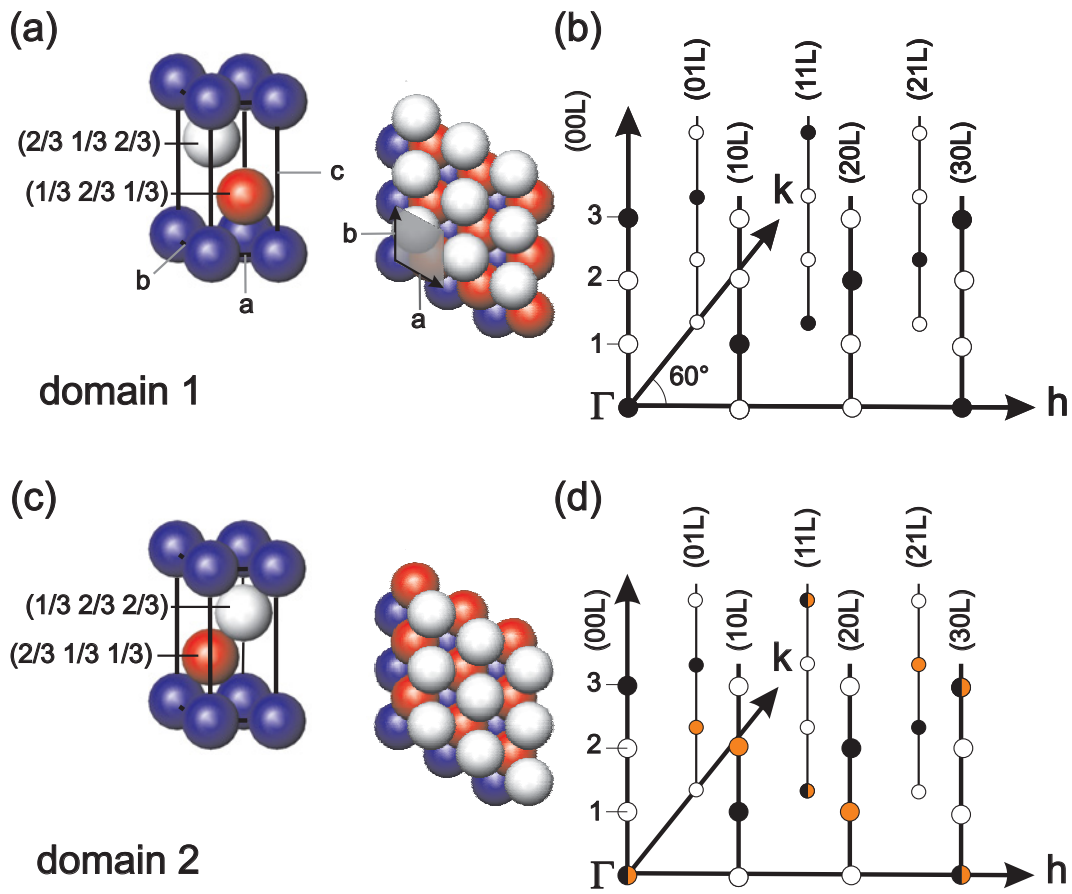 (a)
(2/3 1/3 2/3)
(1/3 2/3 1/3)
c
b
a
b
a
domain 1
(b)
(00L)
(01L)
(10L)
(11L)
(20L)
(21L)
(30L)
k
3
2
1
60°
Γ
h
(c)
(1/3 2/3 2/3)
(2/3 1/3 1/3)
domain 2
(d)
(00L)
(01L)
(10L)
(11L)
(20L)
(21L)
(30L)
k
3
2
1
Γ
h